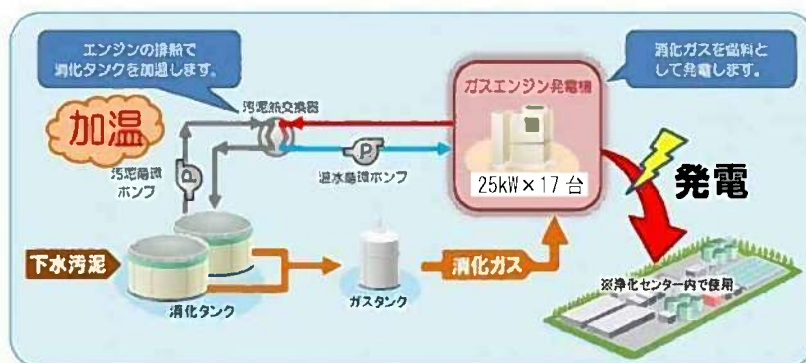 エンジンの排熱で
消化タンクを加温します。
消化ガスを燃料と
して発電します。
汚泥熱交換器
ガスエンジン発電機
加温
P
汚泥循環
ポンプ
P
温水循環ポンプ
25kW×17台
発電
下水汚泥
消化タンク
ガスタンク
消化ガス
※浄化センター内で使用